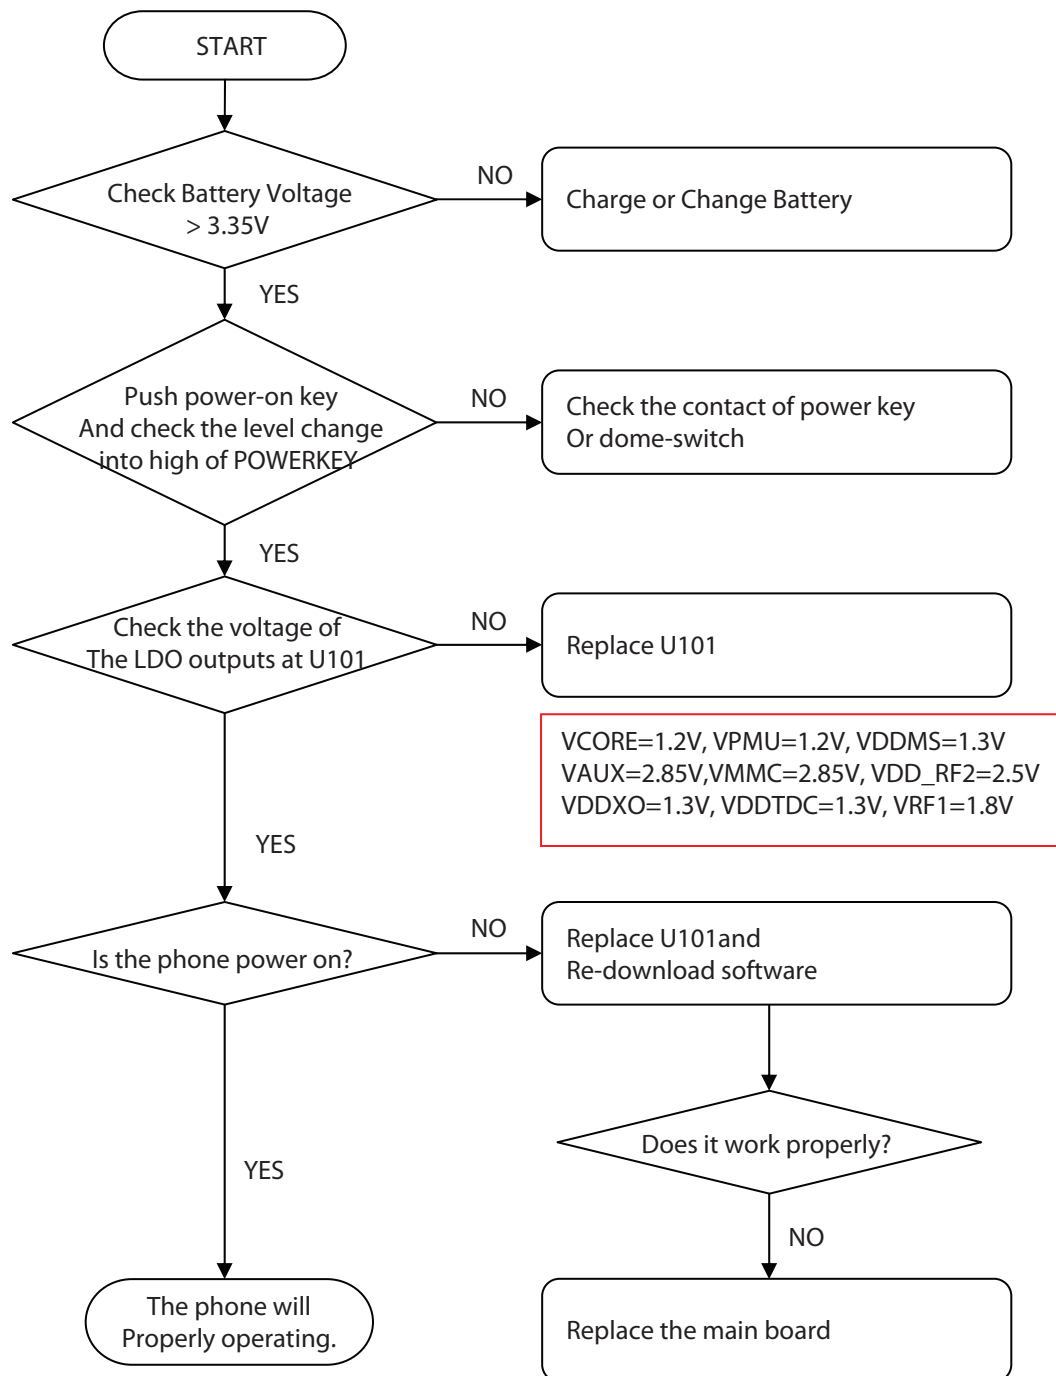 START
Check Battery Voltage
> 3.35V
NO
Charge or Change Battery
YES
Push power-on key
And check the level change
into high of POWERKEY
NO
Check the contact of power key
Or dome-switch
YES
Check the voltage of
The LDO outputs at U101
NO
Replace U101
VCORE=1.2V, VPMU=1.2V, VDDMS=1.3V
VAUX=2.85V,VMMC=2.85V, VDD_RF2=2.5V
VDDXO=1.3V, VDDTDC=1.3V, VRF1=1.8V
YES
Is the phone power on?
NO
Replace U101and
Re-download software
Does it work properly?
YES
NO
The phone will
Properly operating.
Replace the main board